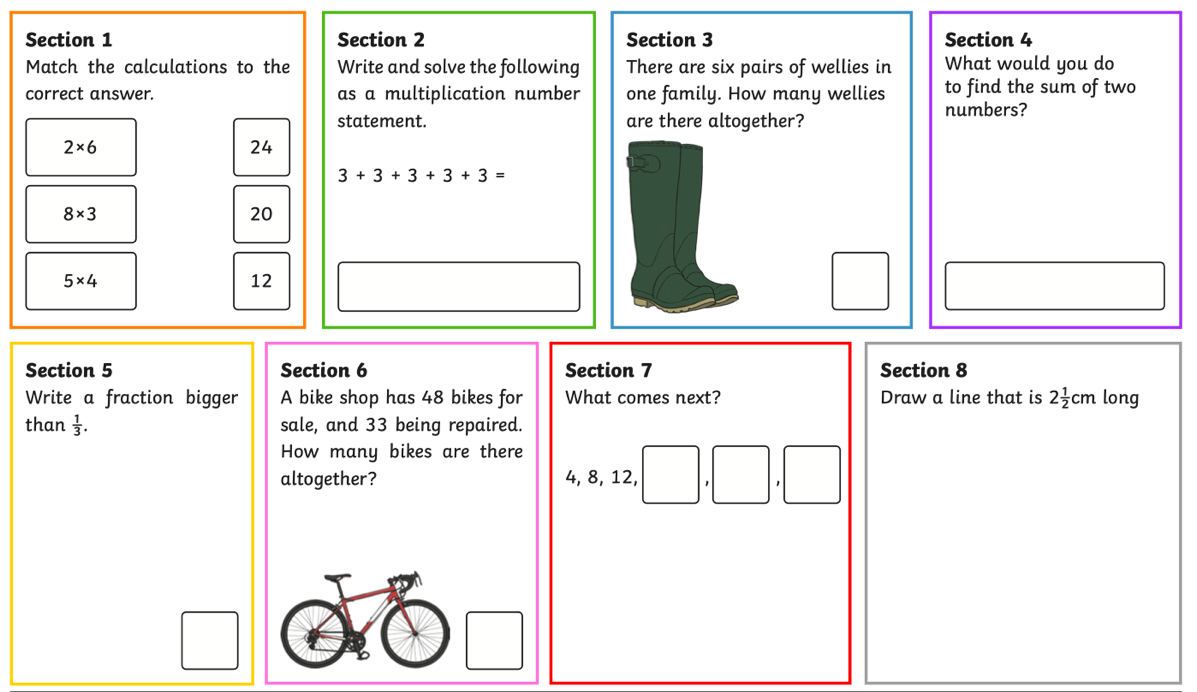 Section 1
Match the calculations to the
correct answer.
2×6
24
8×3
20
5×4
12
Section 2
Write and solve the following
as a multiplication number
statement.
3 + 3 + 3 + 3 + 3 =
Section 3
There are six pairs of wellies in
one family. How many wellies
are there altogether?
Section 4
What would you do
to find the sum of two
numbers?
Section 5
Write a fraction bigger
than 1/3.
Section 6
A bike shop has 48 bikes for
sale, and 33 being repaired.
How many bikes are there
altogether?
Section 7
What comes next?
4, 8, 12, , ,
Section 8
Draw a line that is 2 1/2cm long